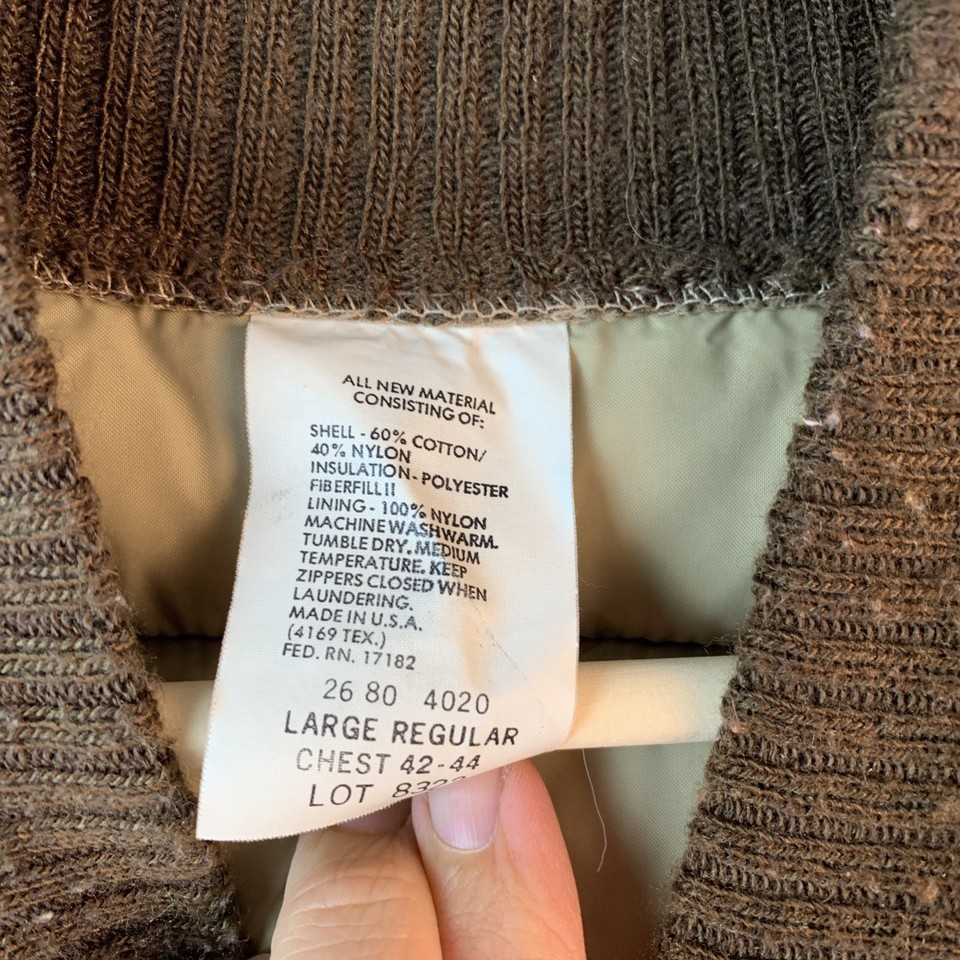 ALL NEW MATERIAL
CONSISTING OF:
SHELL - 60% COTTON/
40% NYLON
INSULATION - POLYESTER
FIBERFILL II
LINING - 100% NYLON
MACHINE WASH WARM.
TUMBLE DRY. MEDIUM
TEMPERATURE. KEEP
ZIPPERS CLOSED WHEN
LAUNDERING.
MADE IN U.S.A.
(4169 TEX.)
FED. RN. 17182
26 80 4020
LARGE REGULAR
CHEST 42-44
LOT